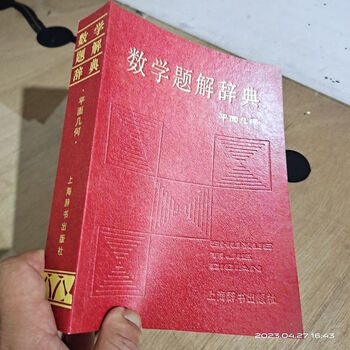 数学
题解
辞典
·平面几何·
上海辞书出版社
数学题解辞典
平面几何
SHUXUE
TIJIE
CIDIAN
上海辞书出版社
2023.04.27 16:43